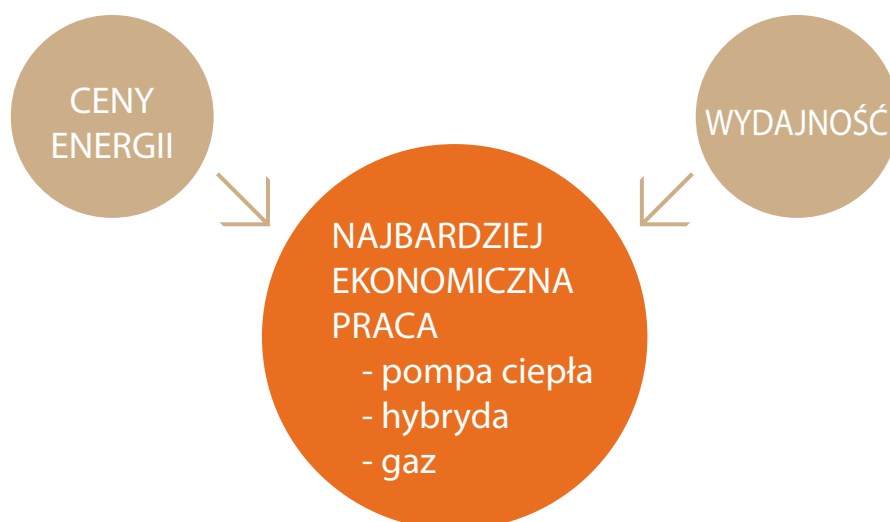 CENY
ENERGII
WYDAJNOŚĆ
NAJBARDZIEJ
EKONOMICZNA
PRACA
- pompa ciepła
- hybryda
- gaz